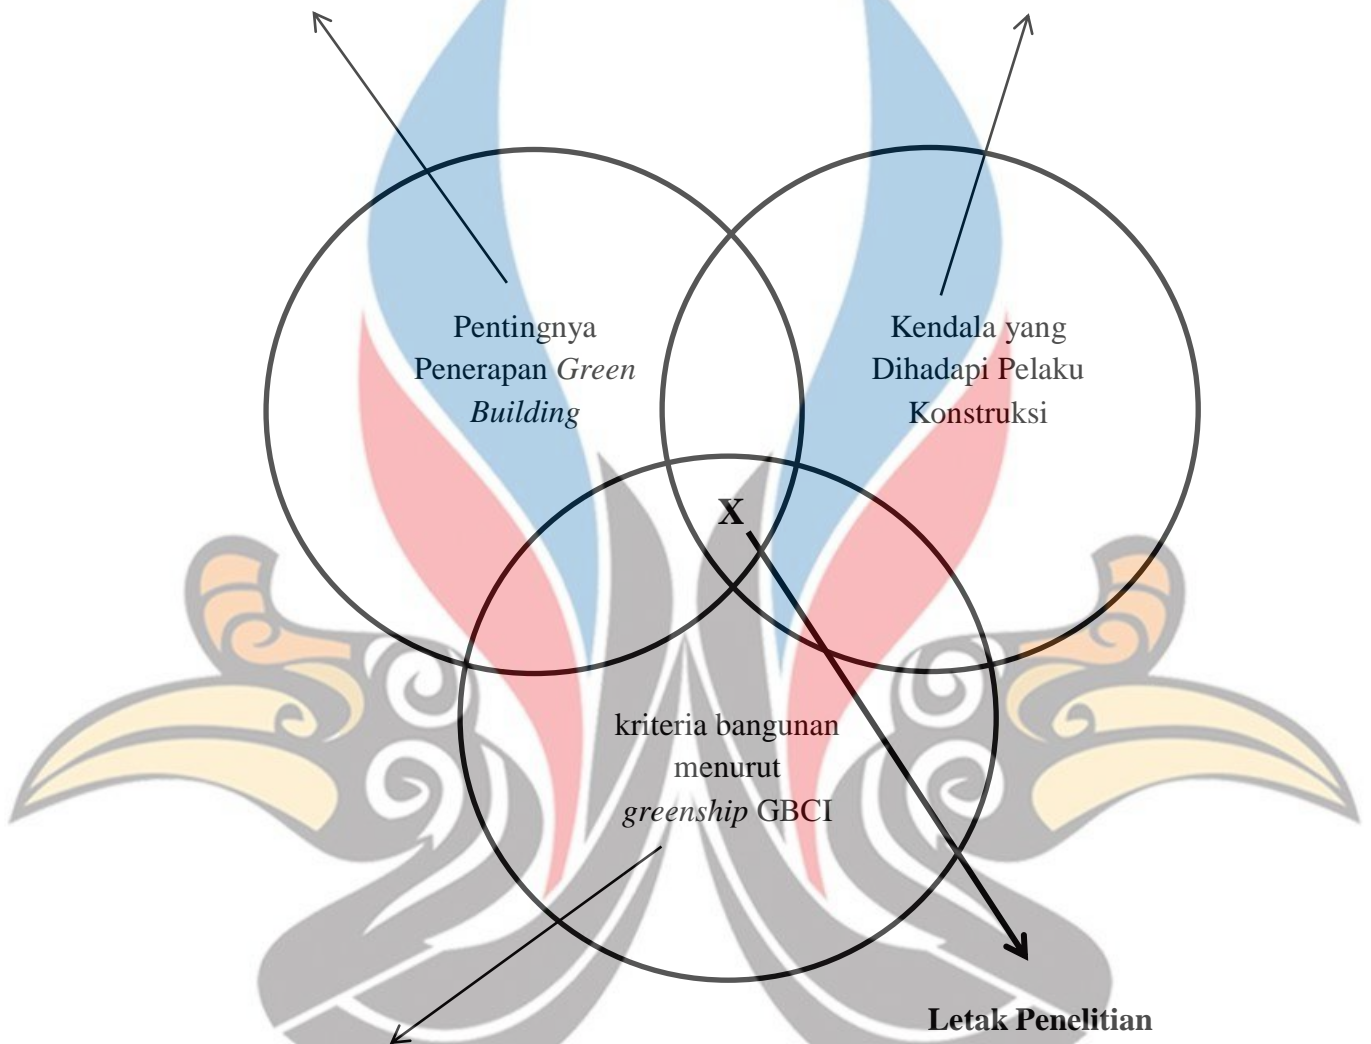 Pentingnya
Penerapan Green
Building
Kendala yang
Dihadapi Pelaku
Konstruksi
X
kriteria bangunan
menurut
greenship GBCI
Letak Penelitian